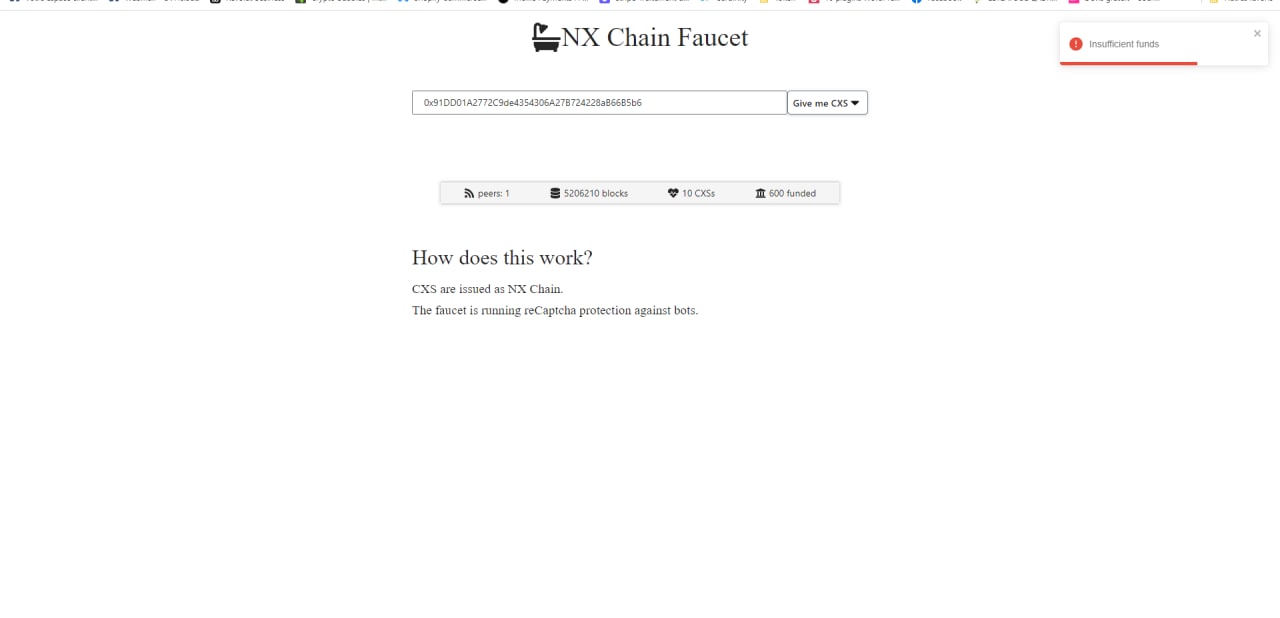 NX Chain Faucet
Insufficient funds
0x91DD01A2772C9de4354306A27B724228aB66B5b6
Give me CXS
peers: 1
5206210 blocks
10 CXSs
600 funded
How does this work?
CXS are issued as NX Chain.
The faucet is running reCaptcha protection against bots.